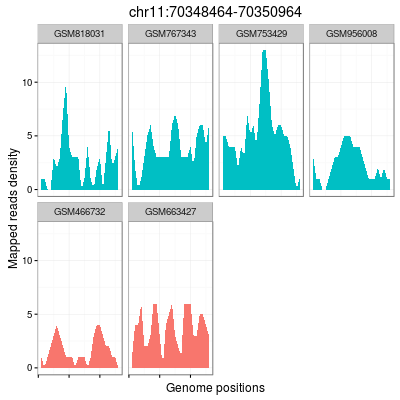 chr11:70348464-70350964
GSM818031 GSM767343 GSM753429 GSM956008
10
5
0
GSM466732 GSM663427
10
5
0
Mapped reads density
Genome positions